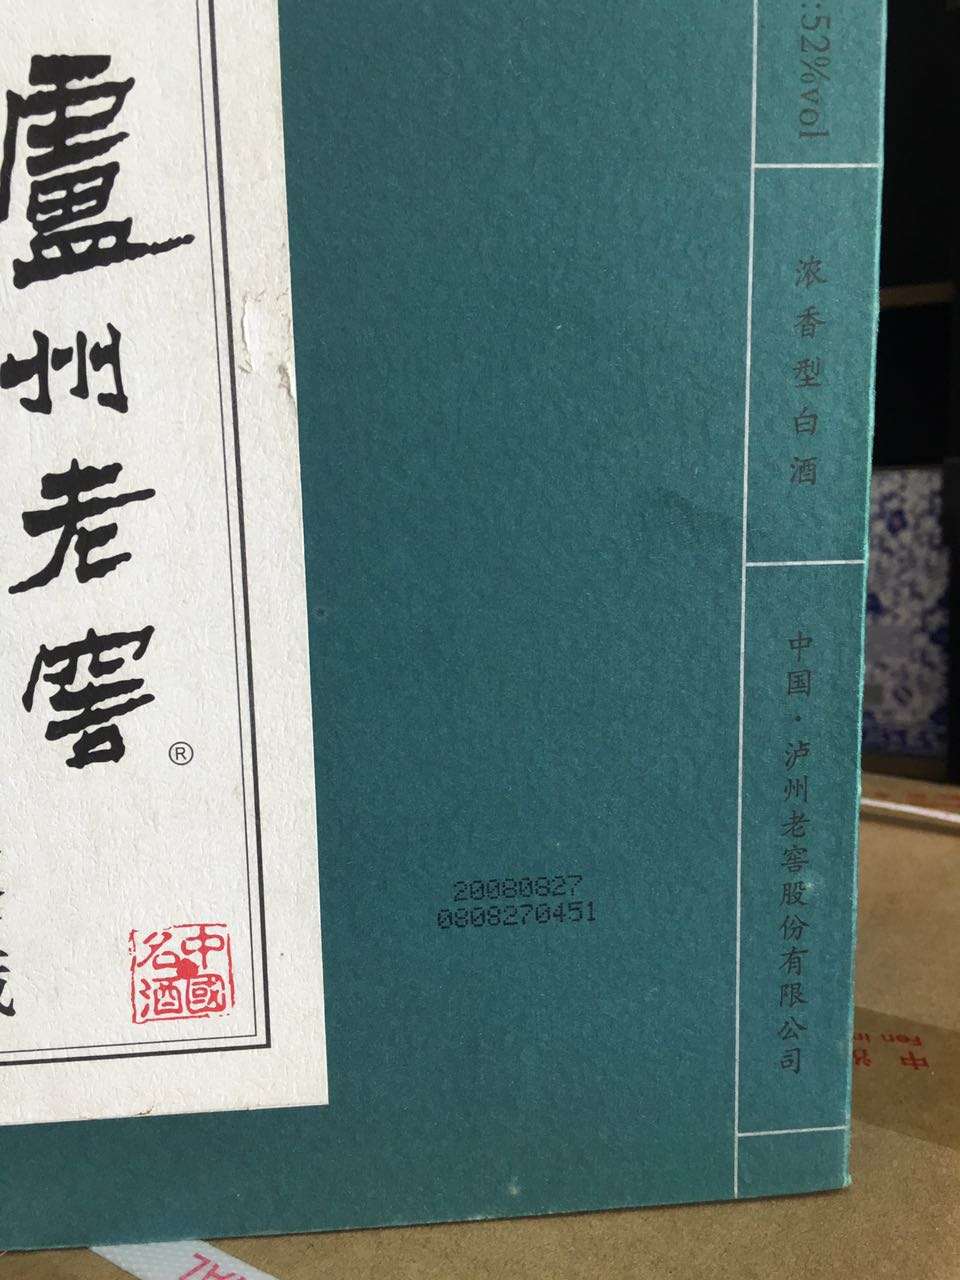 盧州老窖
®
中國
名酒
20080827
0808270451
:52%vol
浓香型白酒
中国·泸州老窖股份有限公司